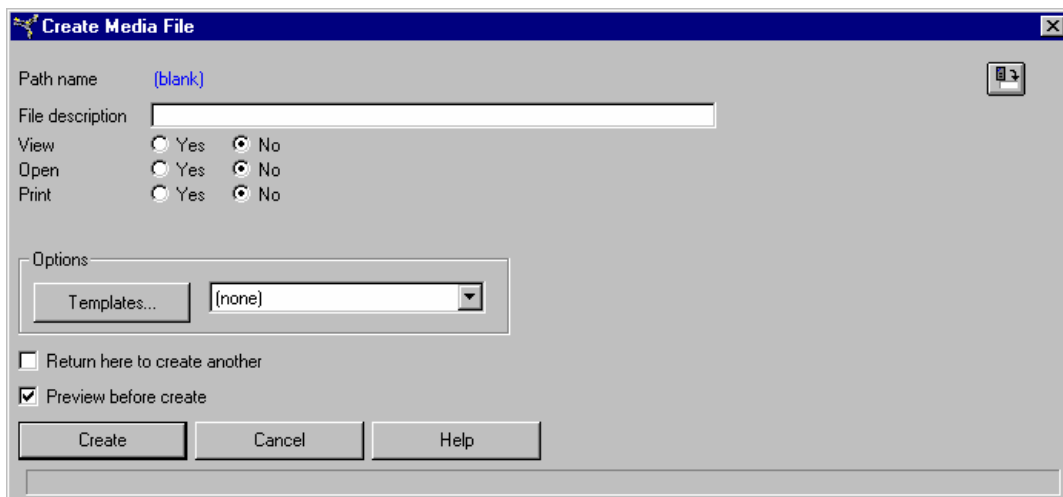 Create Media File
Path name (blank)
File description
View Yes No
Open Yes No
Print Yes No
Options
Templates... (none)
Return here to create another
Preview before create
Create Cancel Help